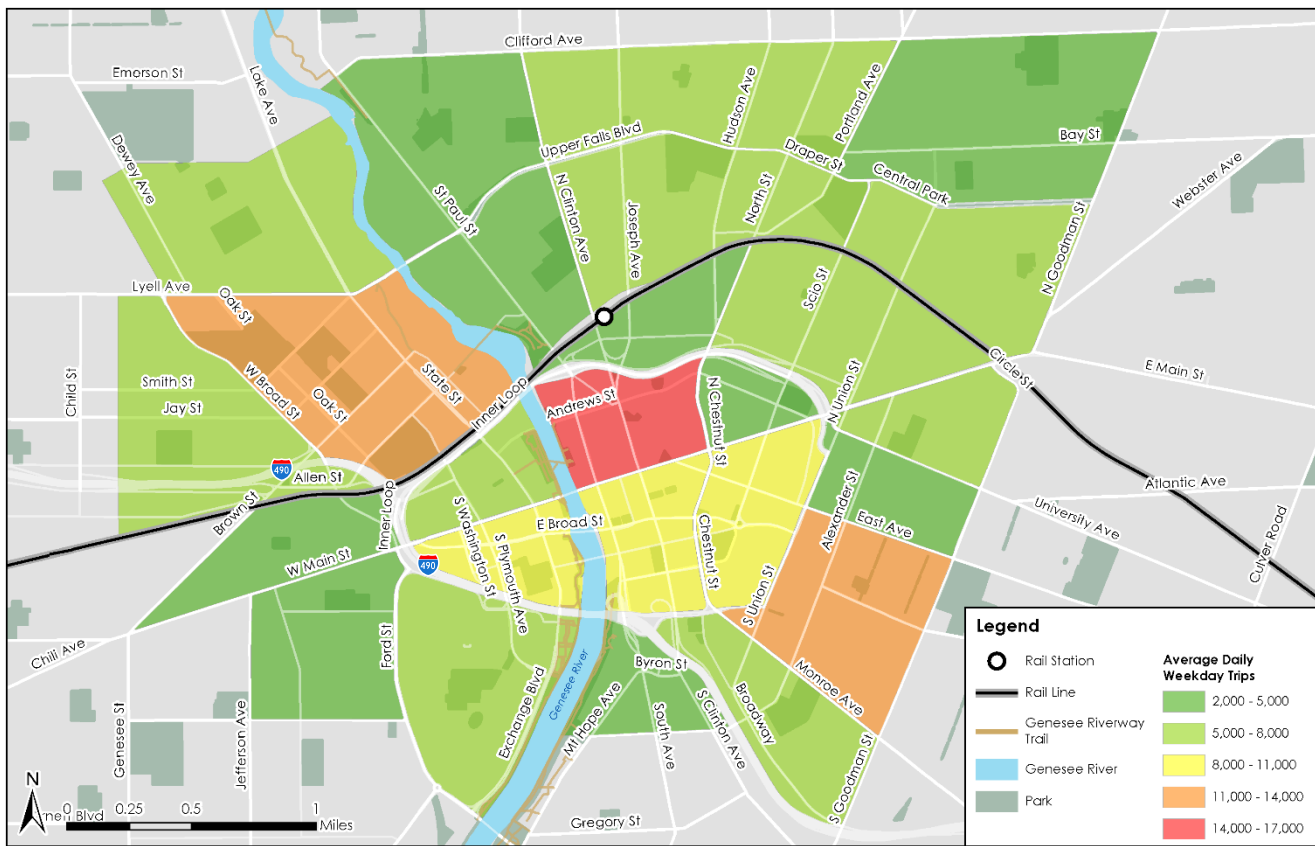 Clifford Ave
Emerson St
Lake Ave
Hudson Ave
Portland Ave
Bay St
Dewey Ave
Upper Falls Blvd
Draper St
Central Park
Webster Ave
St Paul St
N Clinton Ave
Joseph Ave
North St
N Goodman St
Scio St
Lyell Ave
Oak St
W Broad St
Oak St
State St
Inner Loop
Child St
Smith St
Jay St
Andrews St
N Chestnut St
N Union St
Circle St
E Main St
490
Allen St
Brown St
Inner Loop
S Washington St
S Plymouth Ave
E Broad St
Chestnut St
Alexander St
East Ave
Atlantic Ave
University Ave
Culver Road
W Main St
490
S Union St
Ford St
Chili Ave
Genesee St
Jefferson Ave
Exchange Blvd
Genesee River
Mt Hope Ave
Byron St
South Ave
S Clinton Ave
Broadway
Monroe Ave
S Goodman St
Gregory St
rnett Blvd
N
0 0.25 0.5 1
Miles
Legend
Rail Station
Rail Line
Genesee Riverway
Trail
Genesee River
Park
Average Daily
Weekday Trips
2,000 - 5,000
5,000 - 8,000
8,000 - 11,000
11,000 - 14,000
14,000 - 17,000